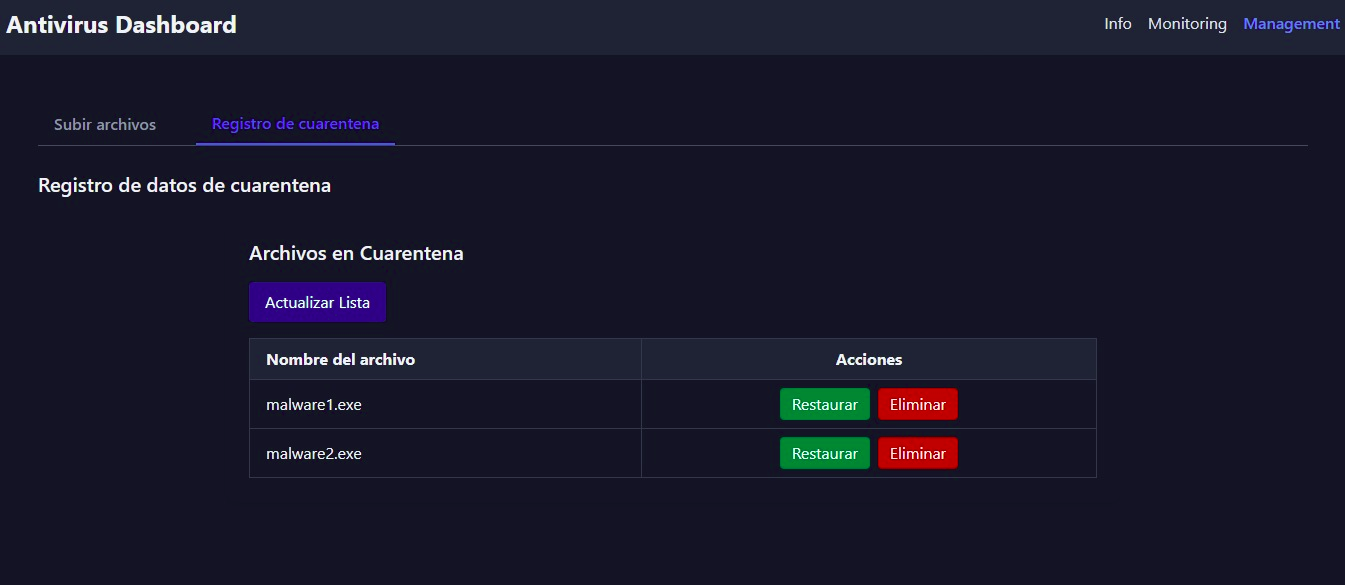 Antivirus Dashboard
Info Monitoring Management
Subir archivos Registro de cuarentena
Registro de datos de cuarentena
Archivos en Cuarentena
Actualizar Lista
Nombre del archivo Acciones
malware1.exe Restaurar Eliminar
malware2.exe Restaurar Eliminar